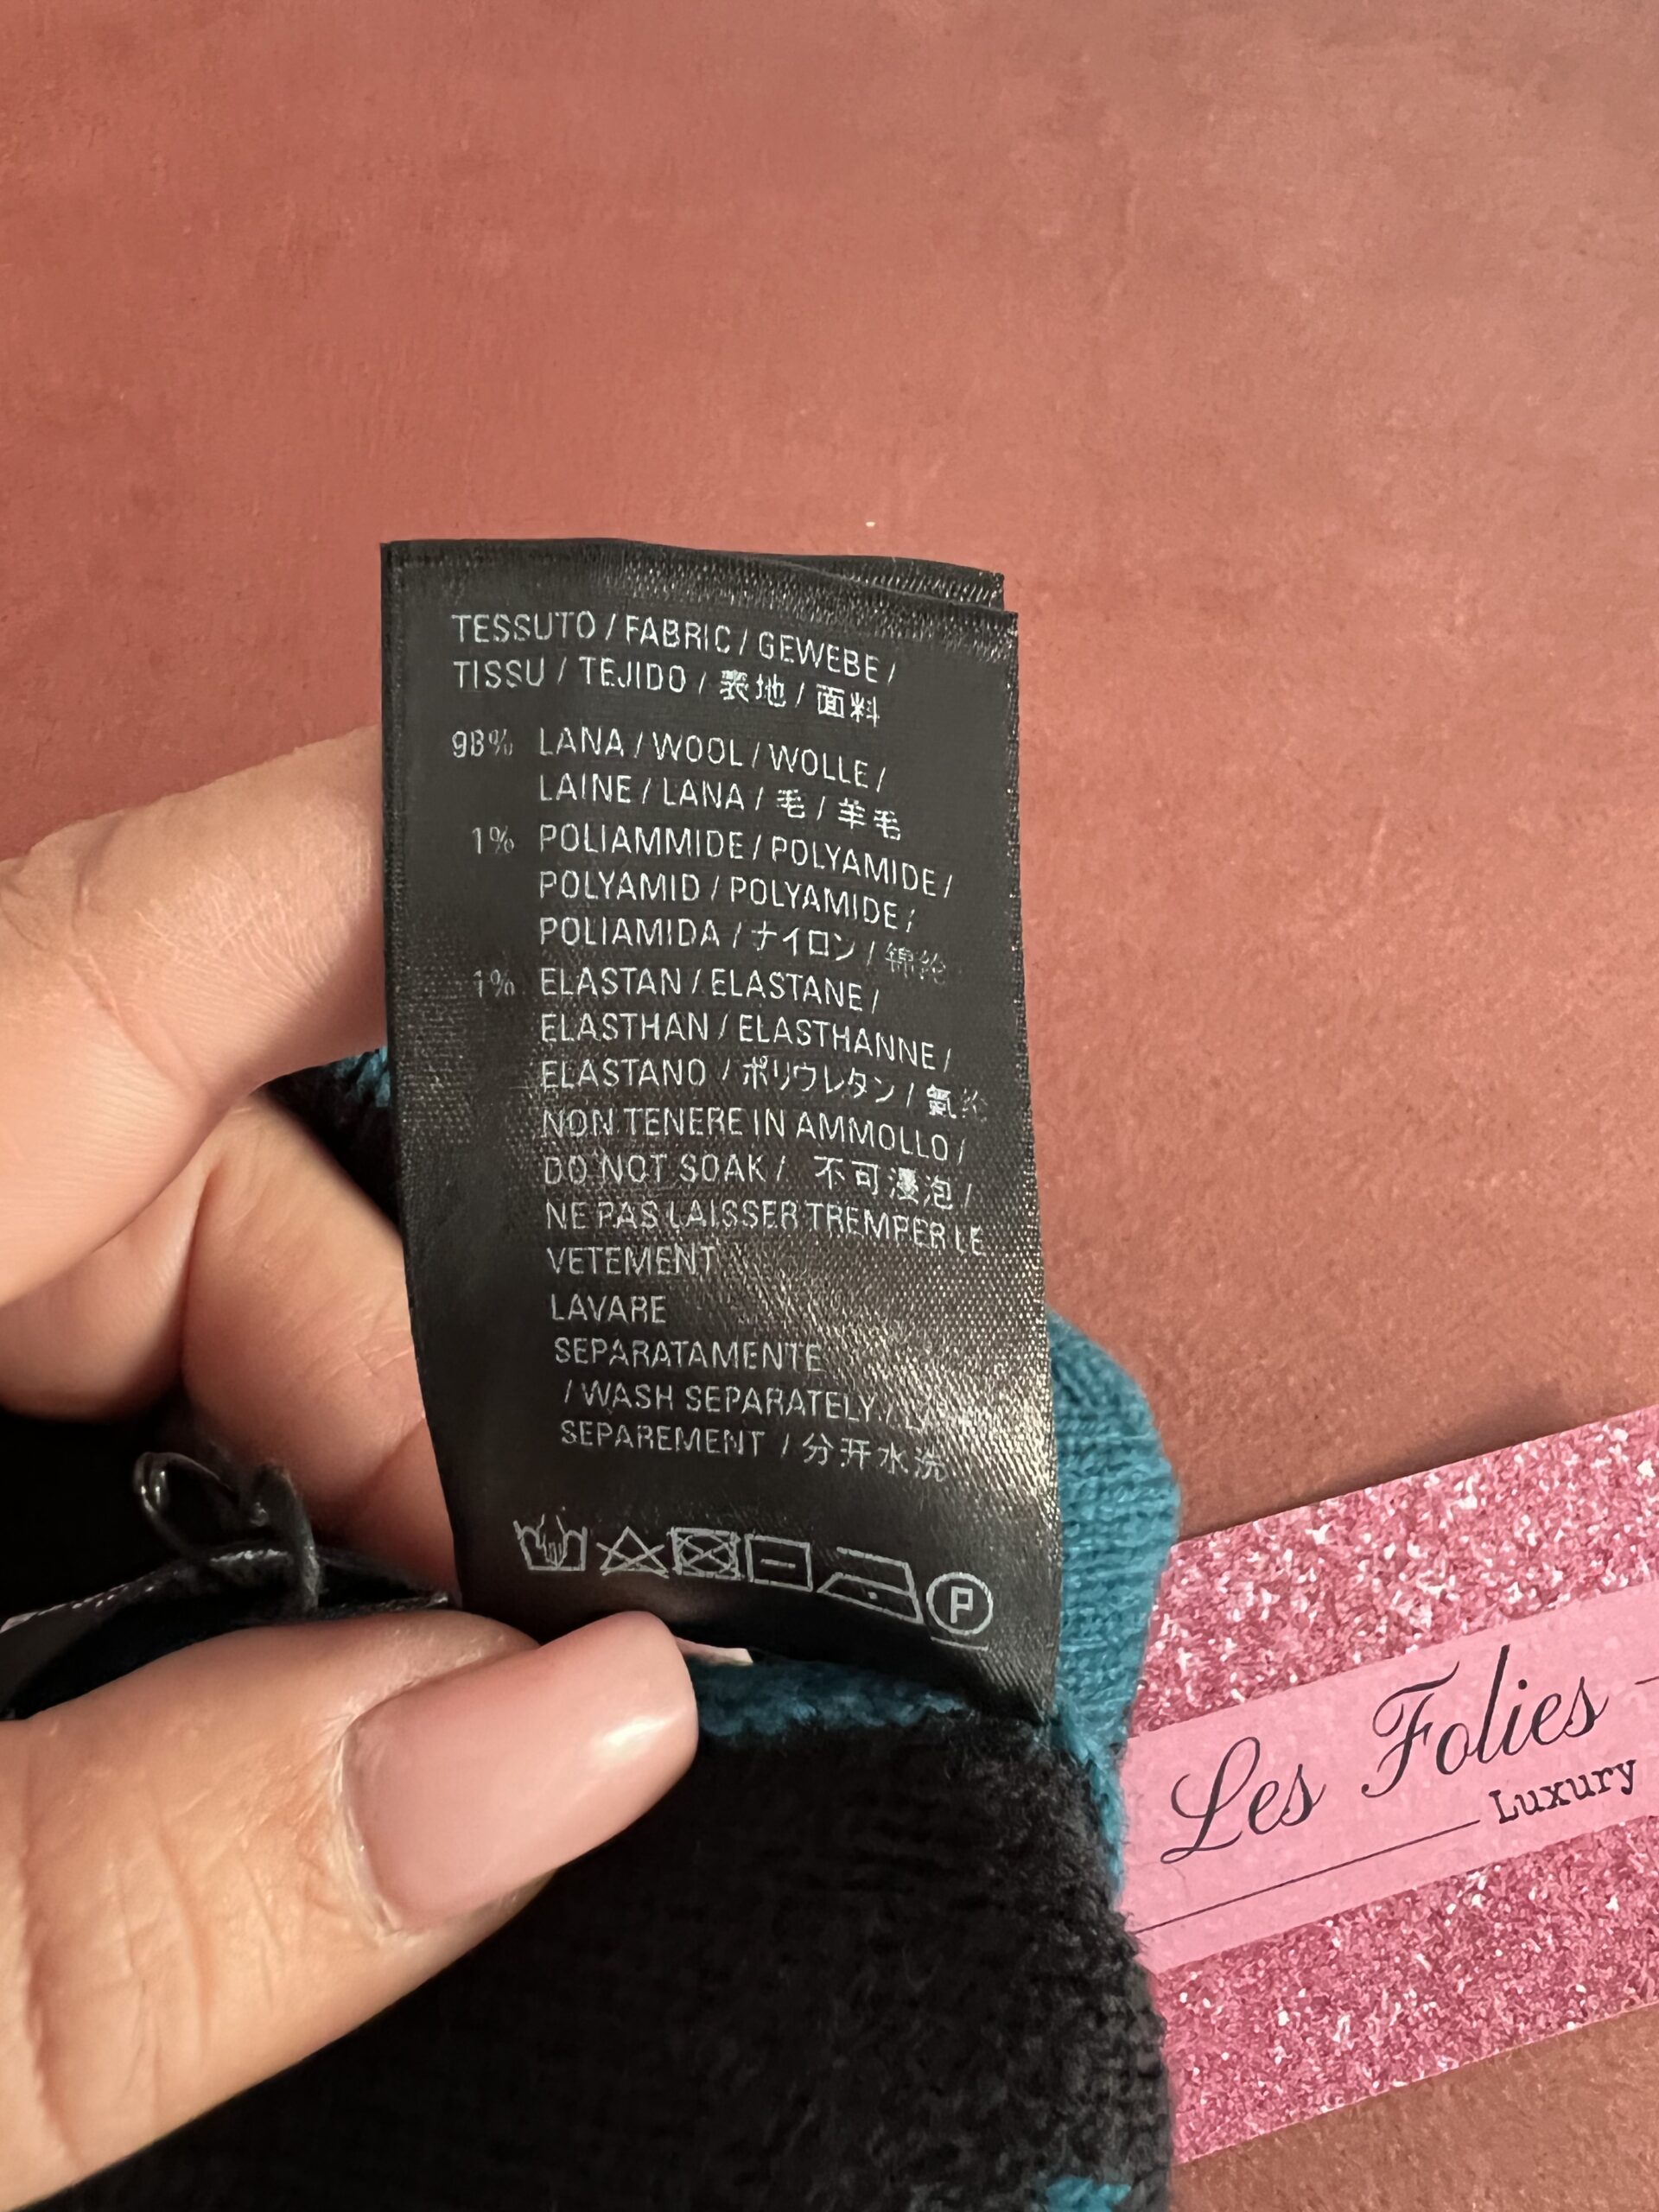 TESSUTO / FABRIC / GEWEBE /
TISSU / TEJIDO / 表地 / 面料
98% LANA / WOOL / WOLLE /
LAINE / LANA / 毛 / 羊毛
1% POLIAMMIDE / POLYAMIDE /
POLYAMID / POLYAMIDE /
POLIAMIDA / ナイロン / 锦纶
1% ELASTAN / ELASTANE /
ELASTHAN / ELASTHANNE /
ELASTANO / ポリウレタン / 氨纶
NON TENERE IN AMMOLLO /
DO NOT SOAK / 不可浸泡 /
NE PAS LAISSER TREMPER LE
VETEMENT
LAVARE
SEPARATAMENTE
/ WASH SEPARATELY /
SEPAREMENT / 分开水洗
P
Les Folies
Luxury